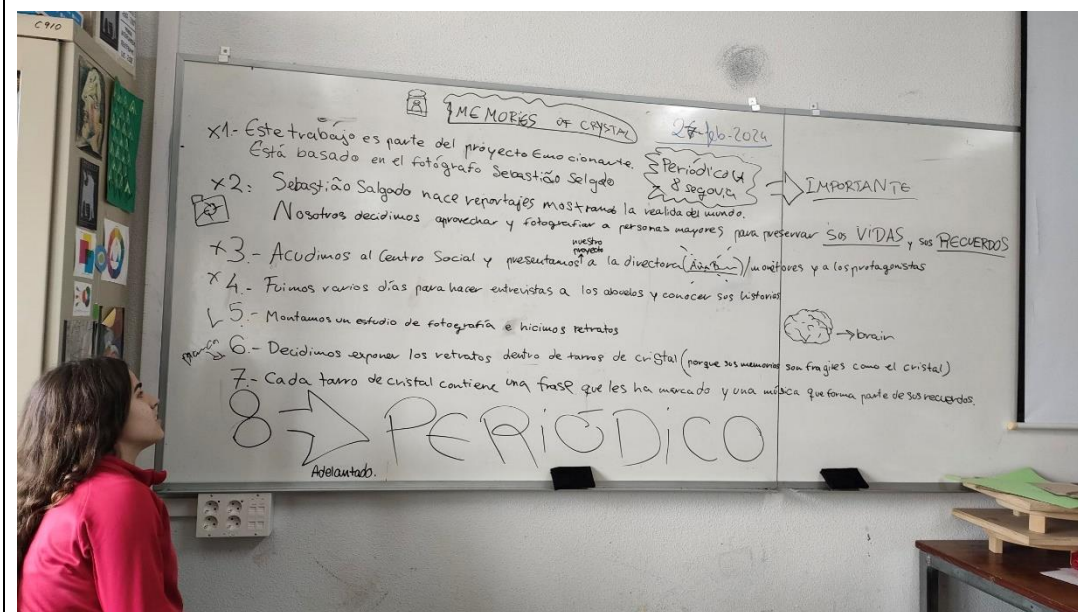 C910
MEMORIES OF CRYSTAL
27-feb-2024
X1.- Este trabajo es parte del proyecto Emocionarte.
Está basado en el fotógrafo Sebastião Selgado
Periódico
8 segovia
IMPORTANTE
X2: Sebastião Salgado hace reportajes mostrando la realida del mundo.
Nosotros decidimos aprovechar y fotografiar a personas mayores para preservar SUS VIDAS, sus RECUERDOS
nuestro
proyecto
X3.- Acudimos al Centro Social y presentamos a la directora ( )/monitores y a los protagonistas
X4.- Fuimos varios días para hacer entrevistas a los abuelos y conocer sus historias
5.- Montamos un estudio de fotografía e hicimos retratos
brain
6.- Decidimos exponer los retratos dentro de tarros de cristal (porque sus memorias son fragiles como el cristal)
7.- Cada tarro de cristal contiene una frase que les ha marcado y una música que forma parte de sus recuerdos.
8 PERIÓDICO
Adelantado.